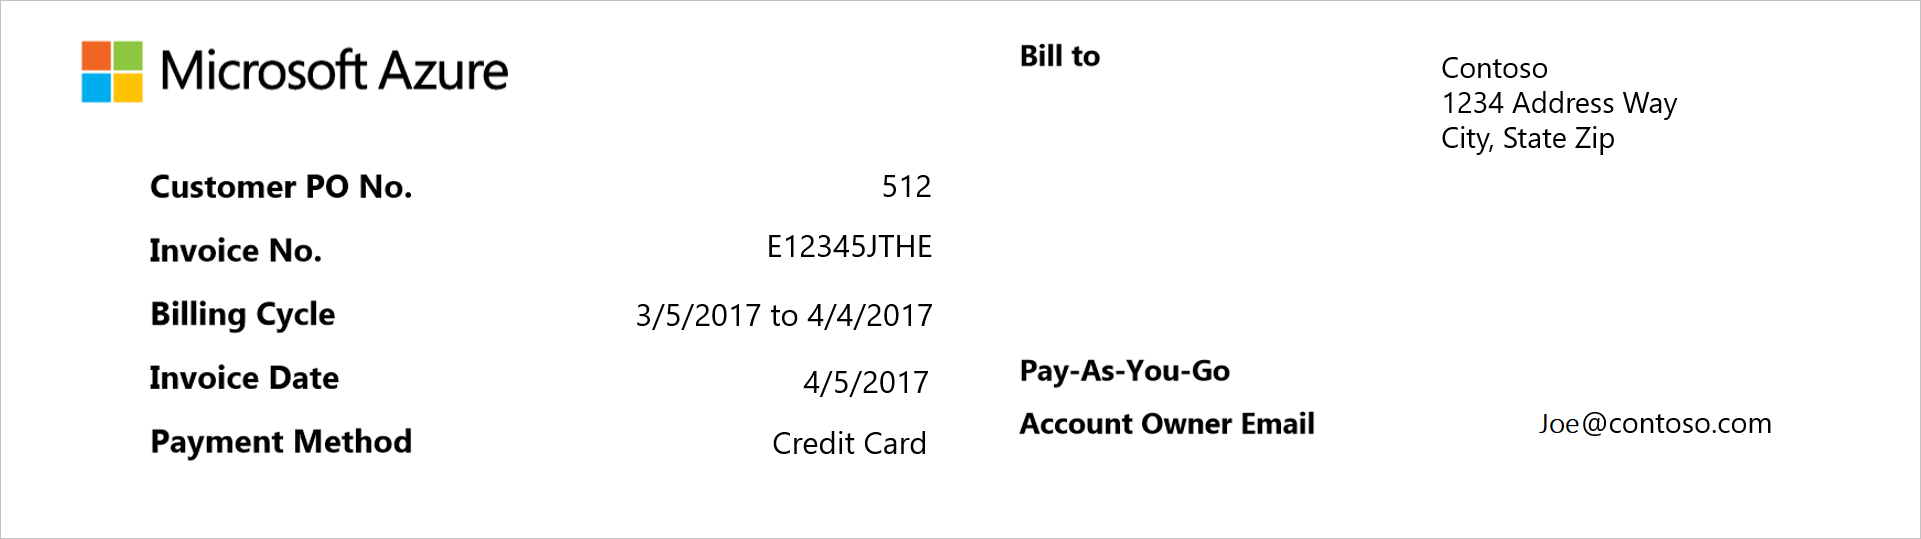 Microsoft Azure
Customer PO No. 512
Invoice No. E12345JTHE
Billing Cycle 3/5/2017 to 4/4/2017
Invoice Date 4/5/2017
Payment Method Credit Card
Bill to
Contoso
1234 Address Way
City, State Zip
Pay-As-You-Go
Account Owner Email Joe@contoso.com